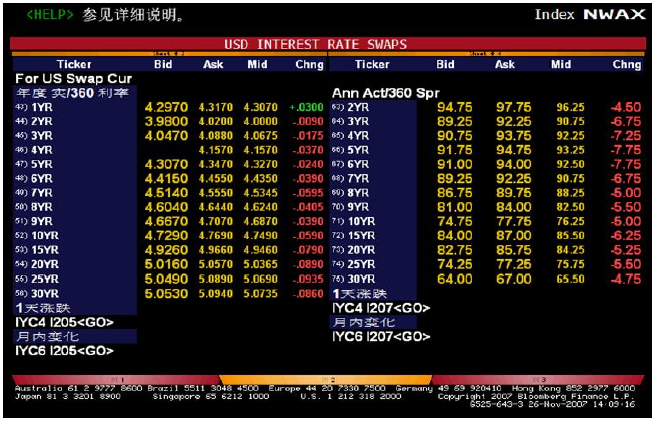 <HELP> 参见详细说明。 Index NWAX
USD INTEREST RATE SWAPS
Ticker Bid Ask Mid Chng Ticker Bid Ask Mid Chng
For US Swap Cur
年度 实/360 利率 Ann Act/360 Spr
43) 1YR 4.2970 4.3170 4.3070 +.0300 63) 2YR 94.75 97.75 96.25 -4.50
44) 2YR 3.9800 4.0200 4.0000 -.0090 64) 3YR 89.25 92.25 90.75 -6.75
45) 3YR 4.0470 4.0880 4.0675 -.0175 65) 4YR 90.75 93.75 92.25 -7.25
46) 4YR 4.1570 4.1570 -.0370 66) 5YR 91.75 94.75 93.25 -7.75
47) 5YR 4.3070 4.3470 4.3270 -.0240 67) 6YR 91.00 94.00 92.50 -7.75
48) 6YR 4.4150 4.4550 4.4350 -.0390 68) 7YR 89.25 92.25 90.75 -6.75
49) 7YR 4.5140 4.5550 4.5345 -.0595 69) 8YR 86.75 89.75 88.25 -5.00
50) 8YR 4.6040 4.6440 4.6240 -.0405 70) 9YR 81.00 84.00 82.50 -5.50
51) 9YR 4.6670 4.7070 4.6870 -.0390 71) 10YR 74.75 77.75 76.25 -5.00
52) 10YR 4.7290 4.7690 4.7490 -.0590 72) 15YR 84.00 87.00 85.50 -6.25
53) 15YR 4.9260 4.9660 4.9460 -.0790 73) 20YR 82.75 85.75 84.25 -5.25
54) 20YR 5.0160 5.0570 5.0365 -.0890 74) 25YR 74.25 77.25 75.75 -5.50
55) 25YR 5.0490 5.0890 5.0690 -.0935 75) 30YR 64.00 67.00 65.50 -4.75
56) 30YR 5.0530 5.0940 5.0735 -.0860 1天涨跌
1天涨跌 IYC4 I207<GO>
IYC4 I205<GO> 月内变化
月内变化 IYC6 I207<GO>
IYC6 I205<GO>
Australia 61 2 9777 8600 Brazil 5511 3048 4500 Europe 44 20 7330 7500 Germany 49 69 920410 Hong Kong 852 2977 6000
Japan 81 3 3201 8900 Singapore 65 6212 1000 U.S. 1 212 318 2000 Copyright 2007 Bloomberg Finance L.P.
6525-643-3 26-Nov-2007 14:09:16